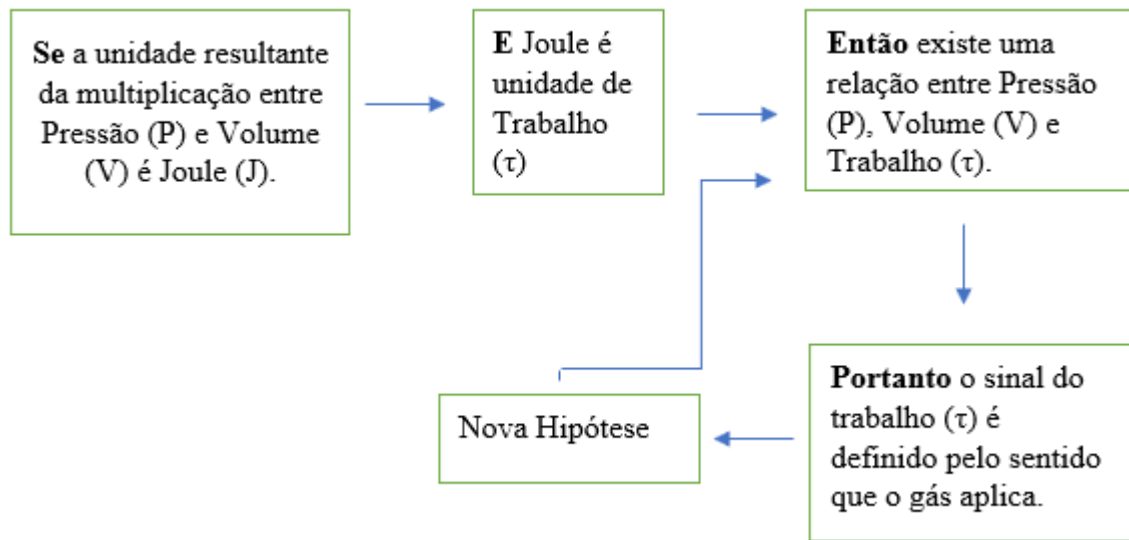 Se a unidade resultante
da multiplicação entre
Pressão (P) e Volume
(V) é Joule (J).
E Joule é
unidade de
Trabalho
(τ)
Então existe uma
relação entre Pressão
(P), Volume (V) e
Trabalho (τ).
Portanto o sinal do
trabalho (τ) é
definido pelo sentido
que o gás aplica.
Nova Hipótese